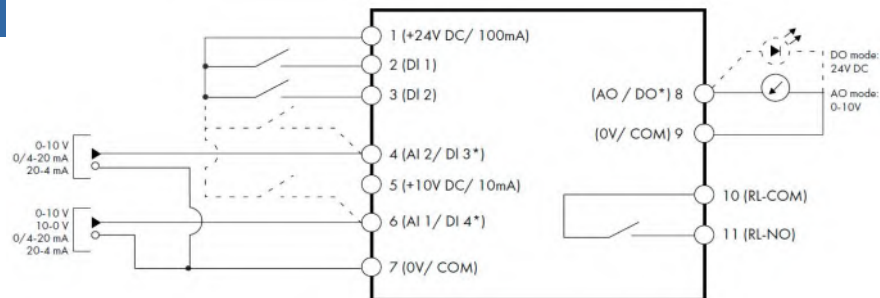 1 (+24V DC/ 100mA)
2 (DI 1)
3 (DI 2)
4 (AI 2/ DI 3*)
5 (+10V DC/ 10mA)
6 (AI 1/ DI 4*)
7 (0V/ COM)
0-10 V
0/4-20 mA
20-4 mA
0-10 V
10-0 V
0/4-20 mA
20-4 mA
(AO / DO*) 8
(0V/ COM) 9
10 (RL-COM)
11 (RL-NO)
DO mode:
24V DC
AO mode:
0-10V